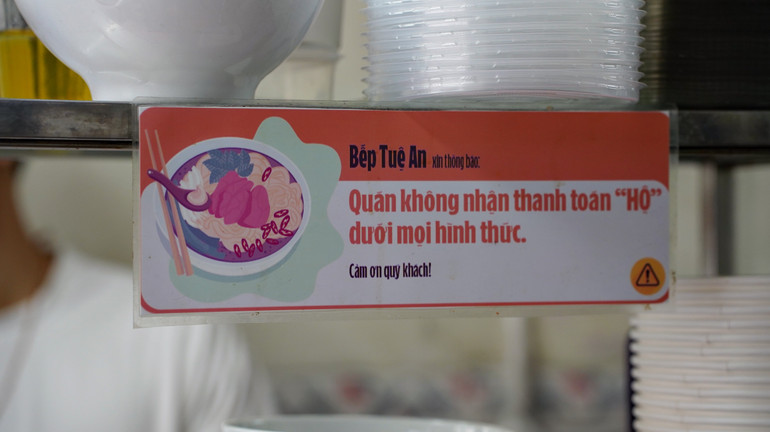 Bếp Tuệ An - xin thông báo:
Quán không nhận thanh toán “HỘ”
dưới mọi hình thức.
Cảm ơn quý khách!